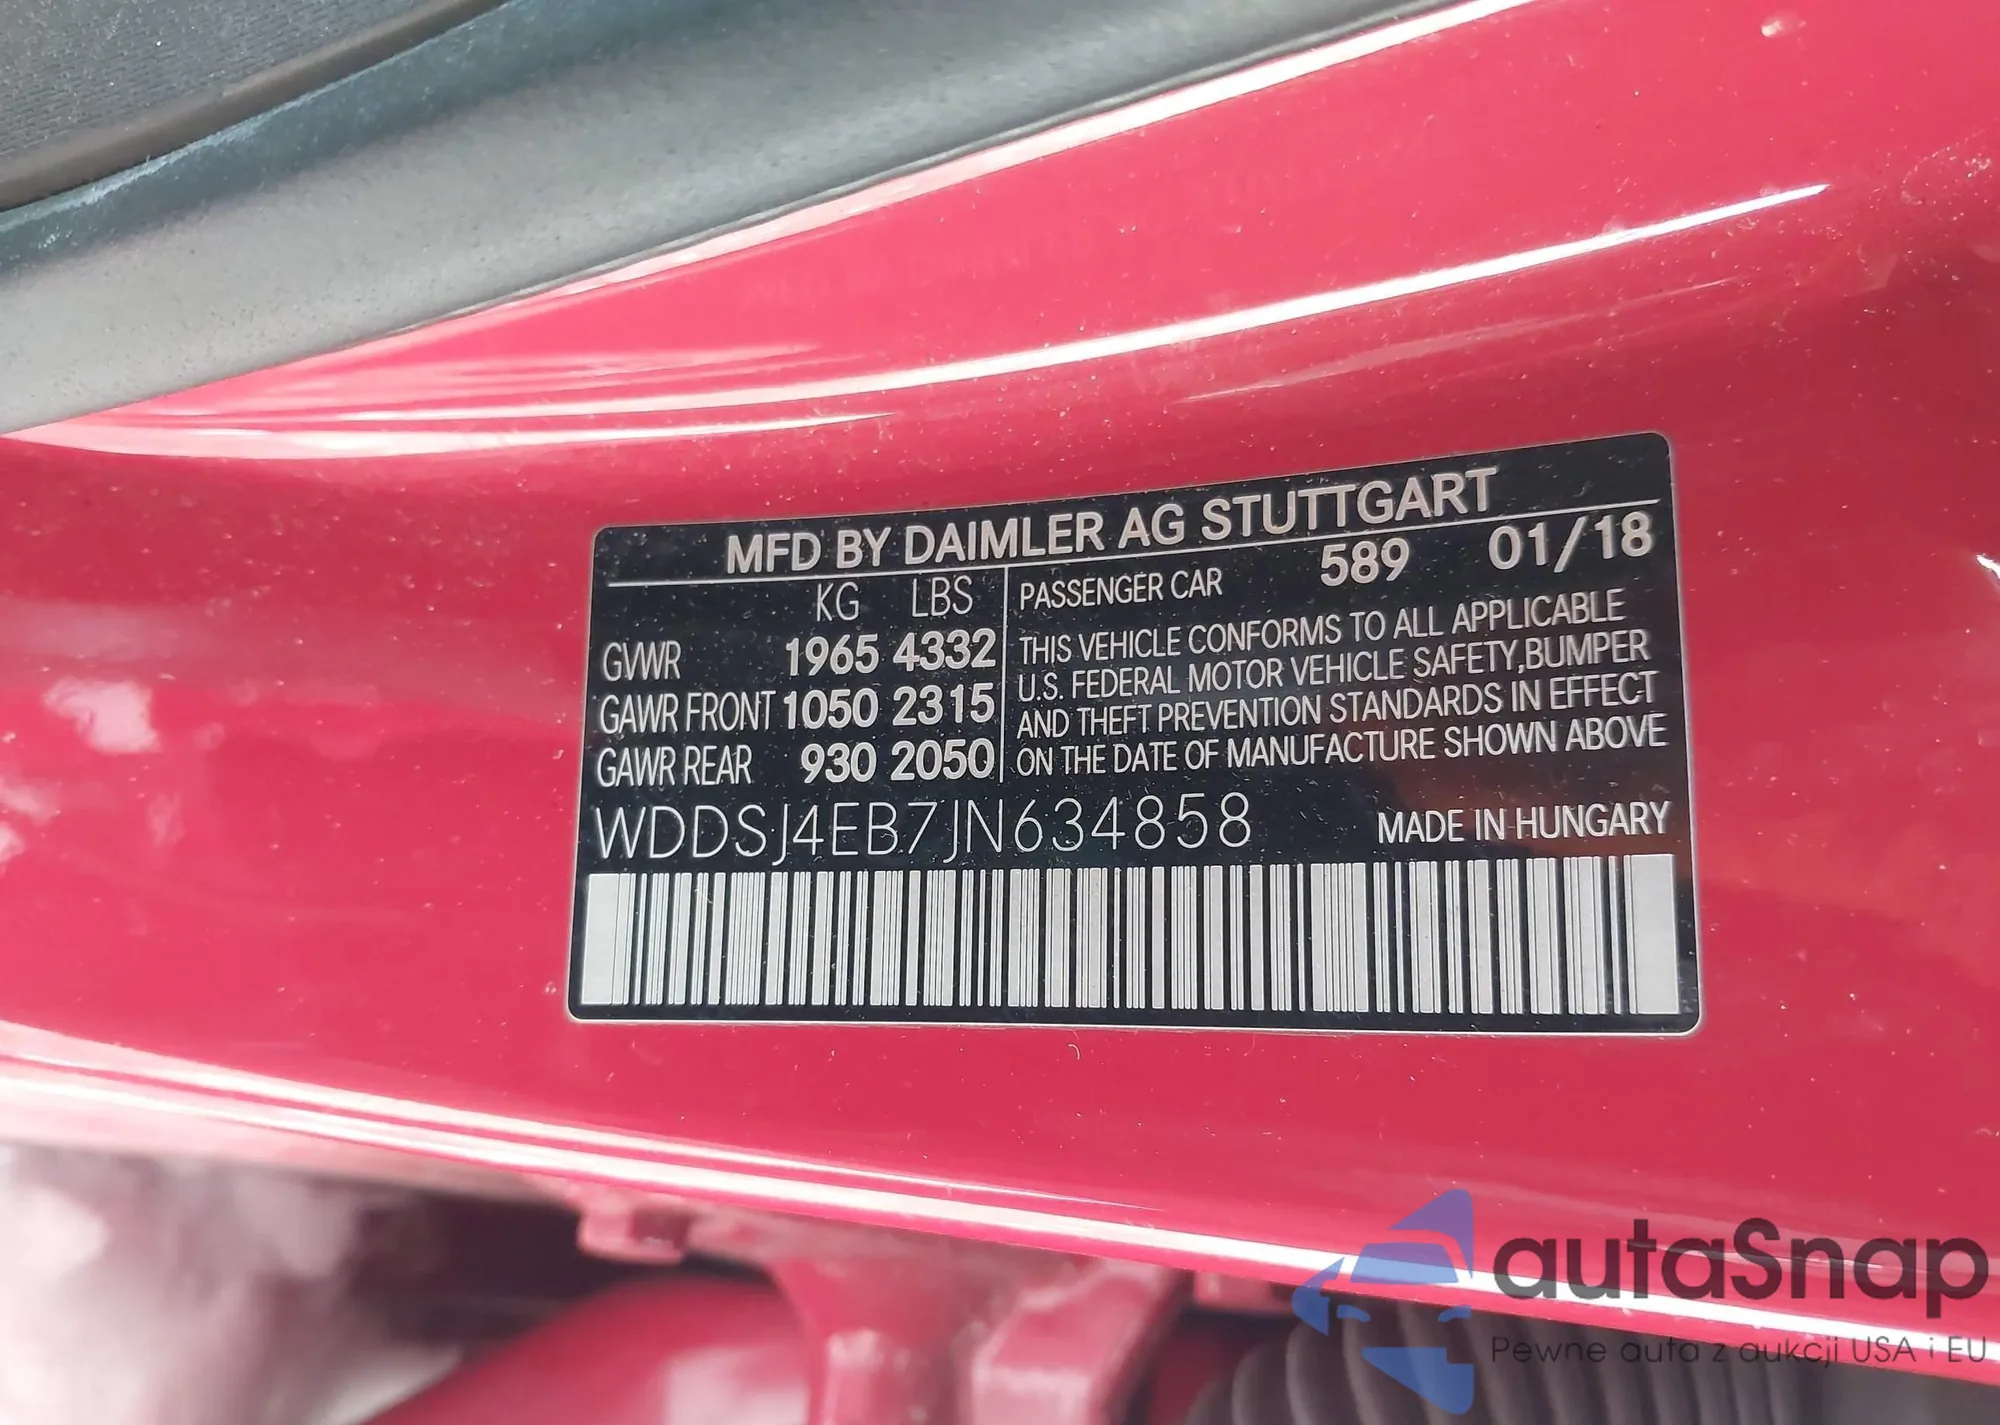 MFD BY DAIMLER AG STUTTGART
KG LBS
GVWR 1965 4332
GAWR FRONT 1050 2315
GAWR REAR 930 2050
PASSENGER CAR 589 01/18
THIS VEHICLE CONFORMS TO ALL APPLICABLE
U.S. FEDERAL MOTOR VEHICLE SAFETY, BUMPER
AND THEFT PREVENTION STANDARDS IN EFFECT
ON THE DATE OF MANUFACTURE SHOWN ABOVE
WDDSJ4EB7JN634858 MADE IN HUNGARY
autaSnap
Pewne auta z aukcji USA i EU